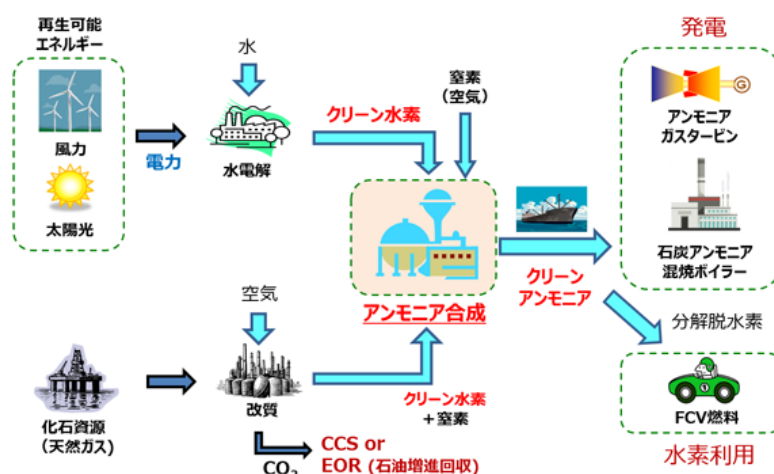 再生可能
エネルギー
風力
太陽光
電力
水
水電解
クリーン水素
窒素
(空気)
アンモニア合成
クリーン
アンモニア
発電
G
アンモニア
ガスタービン
石炭アンモニア
混焼ボイラー
分解脱水素
FCV燃料
水素利用
化石資源
(天然ガス)
空気
改質
クリーン水素
+窒素
CO2
CCS or
EOR (石油増進回収)